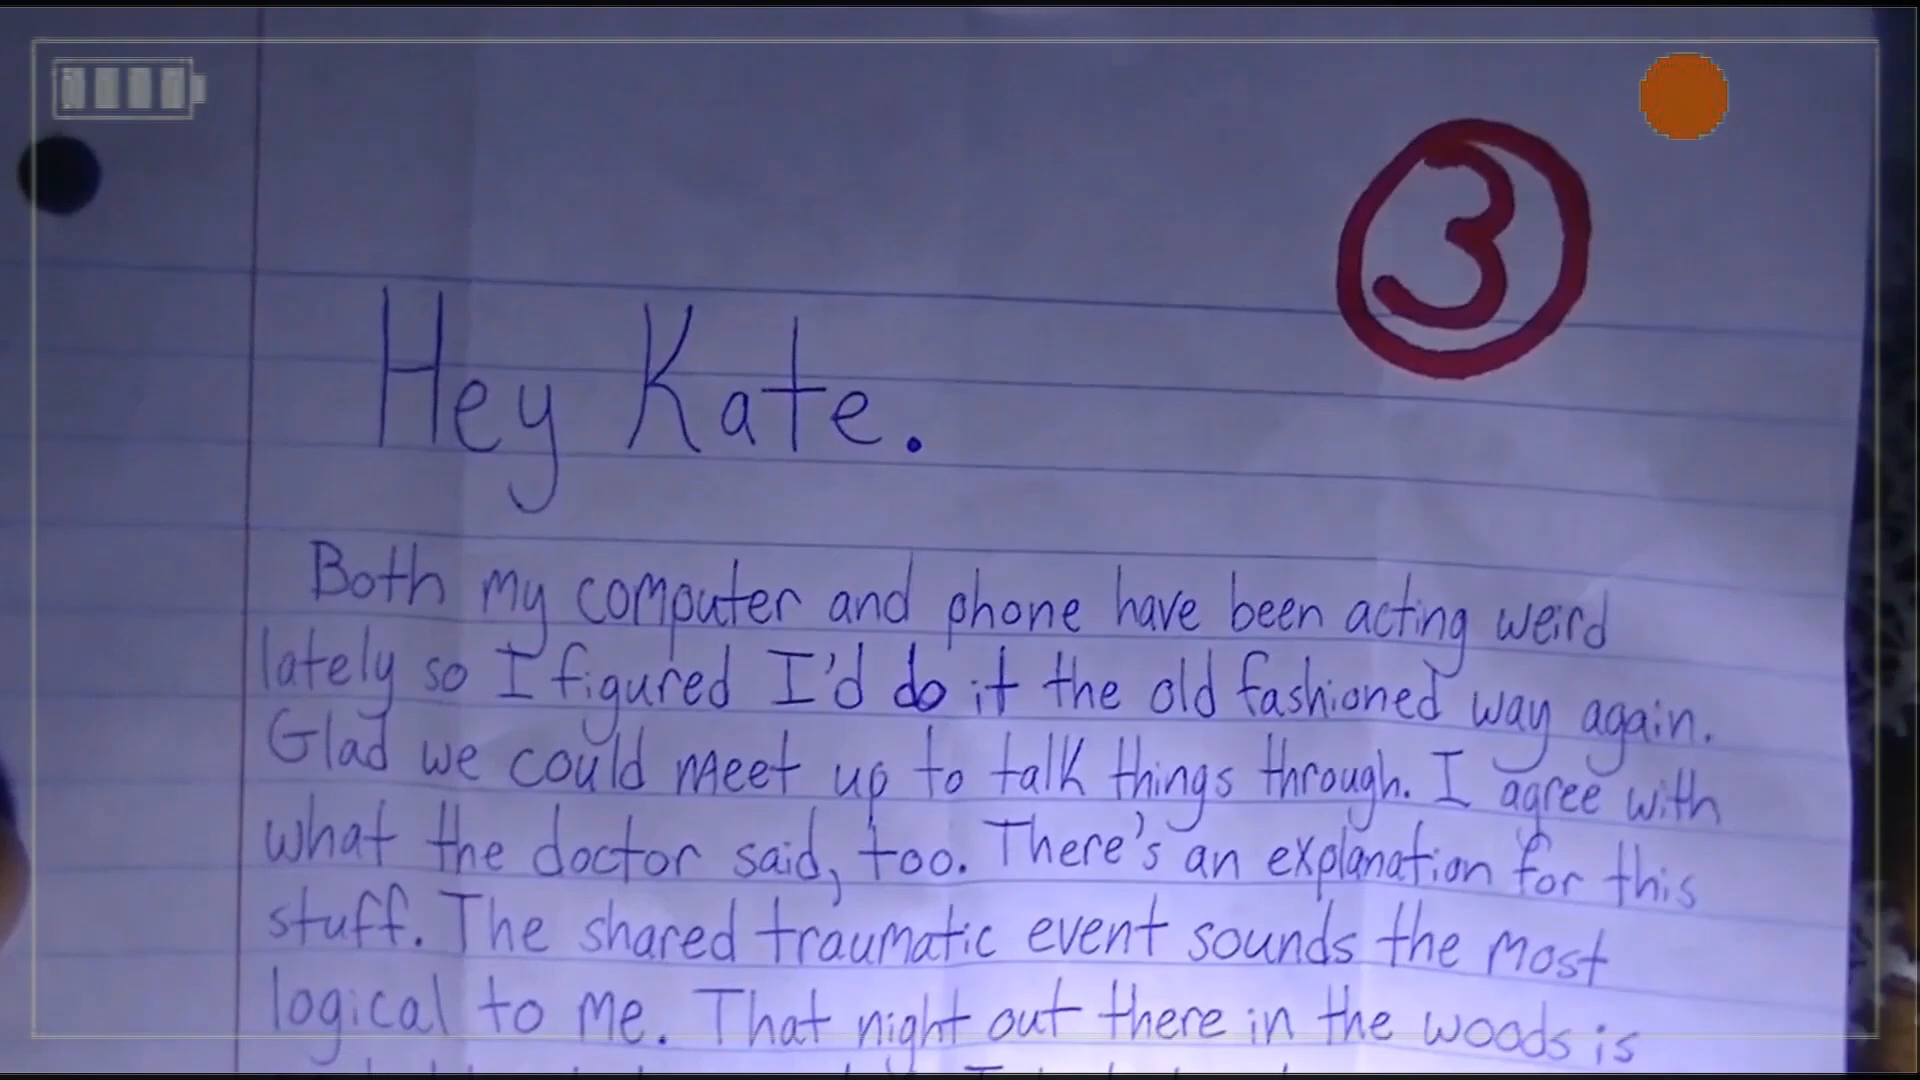 3
Hey Kate.
Both my computer and phone have been acting weird
lately so I figured I'd do it the old fashioned way again.
Glad we could meet up to talk things through. I agree with
what the doctor said, too. There's an explanation for this
stuff. The shared traumatic event sounds the most
logical to me. That night out there in the woods is